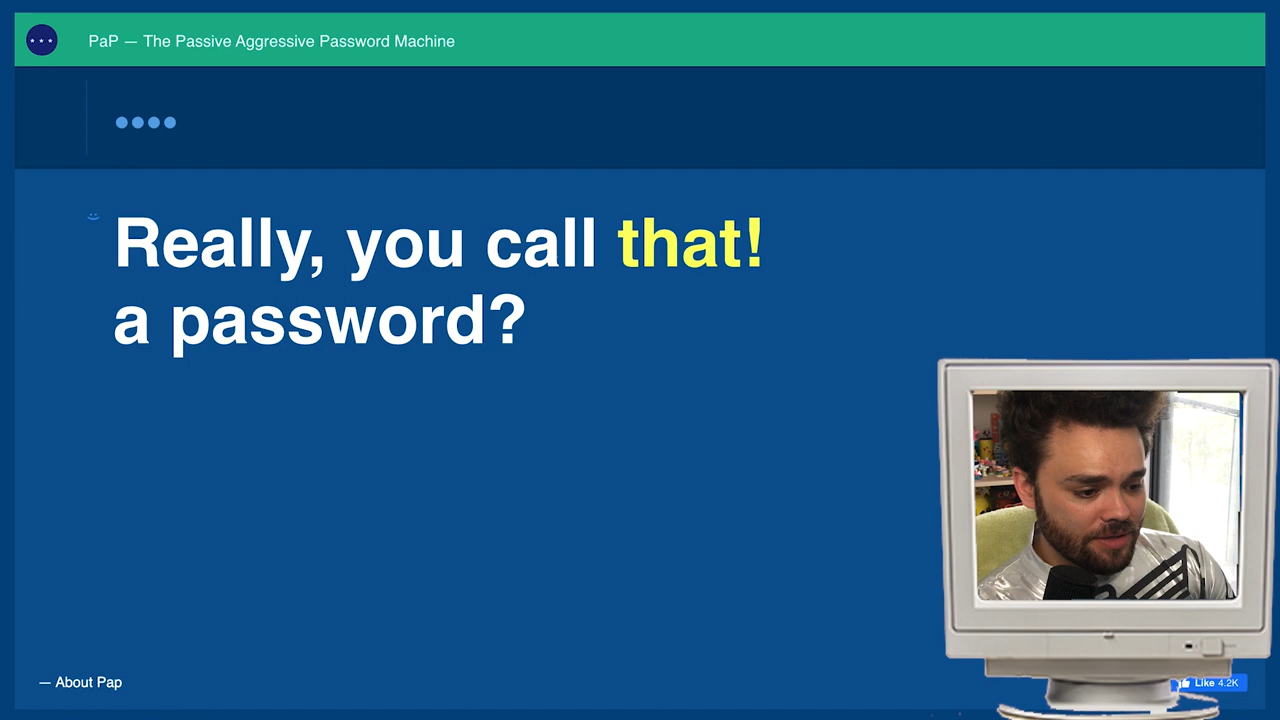 PaP — The Passive Aggressive Password Machine
Really, you call that!
a password?
— About Pap
Like 4.2K